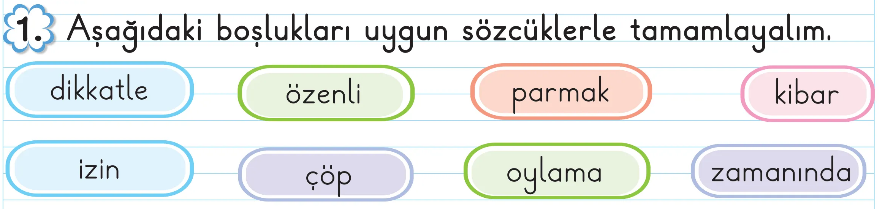 1. Aşağıdaki boşlukları uygun sözcüklerle tamamlayalım.
dikkatle özenli parmak kibar
izin çöp oylama zamanında